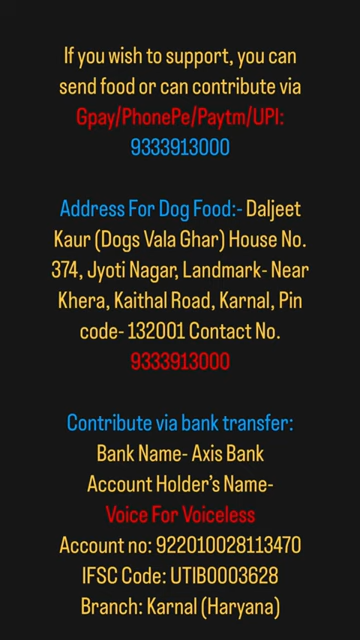 If you wish to support, you can
send food or can contribute via
Gpay/PhonePe/Paytm/UPI:
9333913000
Address For Dog Food:- Daljeet
Kaur (Dogs Vala Ghar) House No.
374, Jyoti Nagar, Landmark- Near
Khera, Kaithal Road, Karnal, Pin
code- 132001 Contact No.
9333913000
Contribute via bank transfer:
Bank Name- Axis Bank
Account Holder's Name-
Voice For Voiceless
Account no: 922010028113470
IFSC Code: UTIB0003628
Branch: Karnal (Haryana)